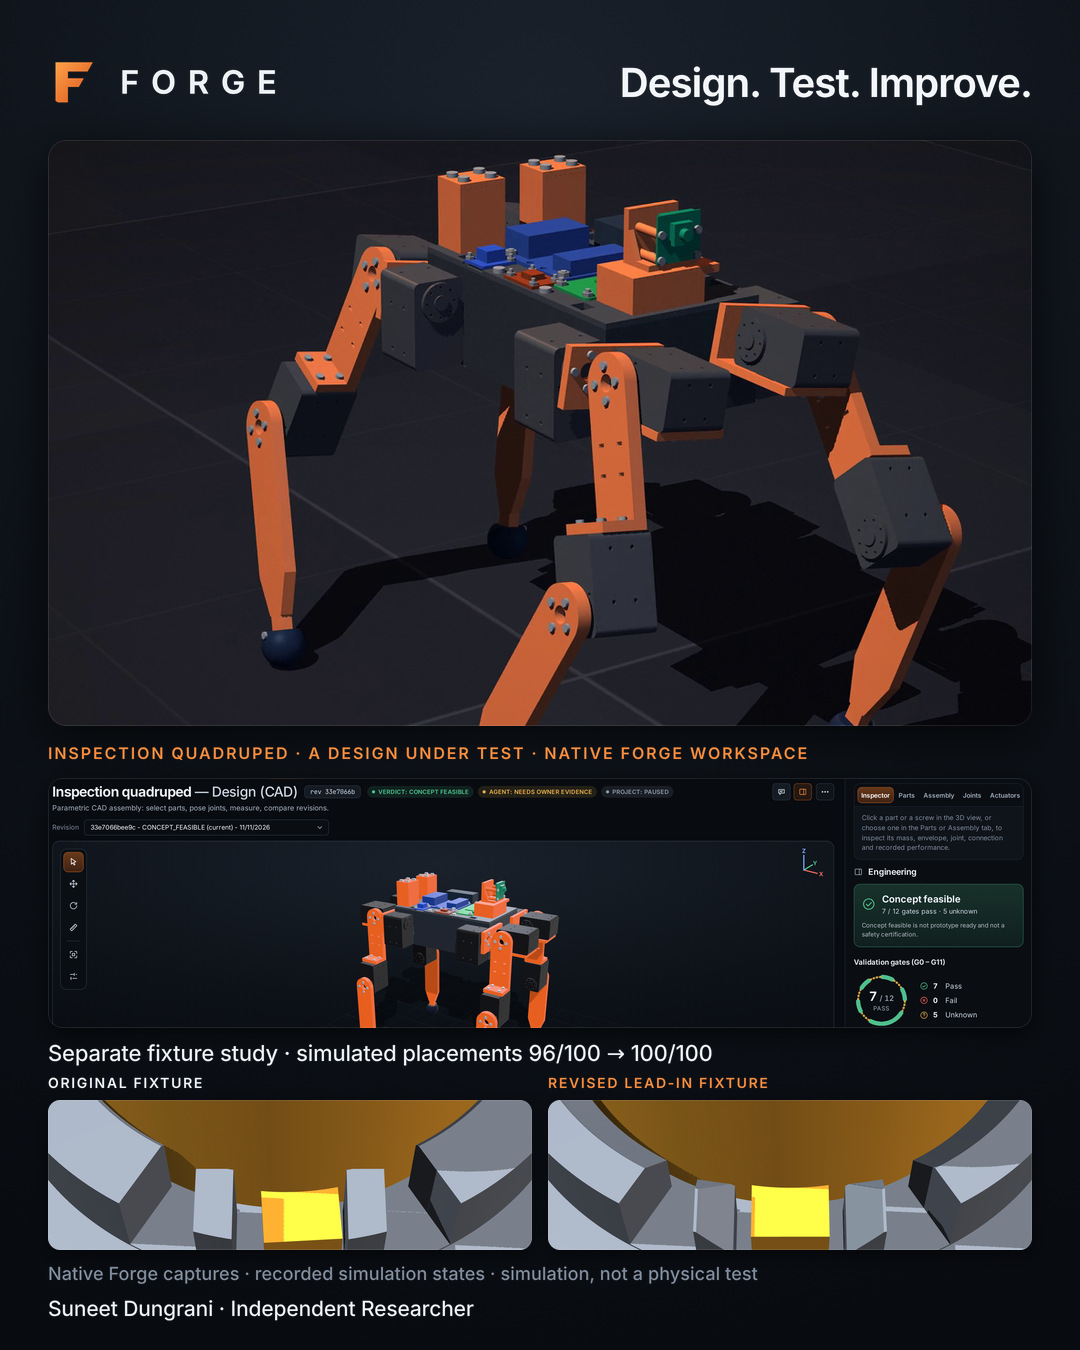 FORGE
Design. Test. Improve.
INSPECTION QUADRUPED · A DESIGN UNDER TEST · NATIVE FORGE WORKSPACE
Inspection quadruped — Design (CAD) rev 33e7066b VERDICT: CONCEPT FEASIBLE AGENT: NEEDS OWNER EVIDENCE PROJECT: PAUSED
Parametric CAD assembly: select parts, pose joints, measure, compare revisions.
Revision 33e7066bee9c - CONCEPT_FEASIBLE (current) - 11/11/2026
Z
Y
X
Inspector Parts Assembly Joints Actuators
Click a part or a screw in the 3D view, or
choose one in the Parts or Assembly tab, to
inspect its mass, envelope, joint, connection
and recorded performance.
Engineering
Concept feasible
7 / 12 gates pass · 5 unknown
Concept feasible is not prototype ready and not a
safety certification.
Validation gates (G0 – G11)
7 / 12
PASS
7 Pass
0 Fail
5 Unknown
Separate fixture study · simulated placements 96/100 → 100/100
ORIGINAL FIXTURE
REVISED LEAD-IN FIXTURE
Native Forge captures · recorded simulation states · simulation, not a physical test
Suneet Dungrani · Independent Researcher